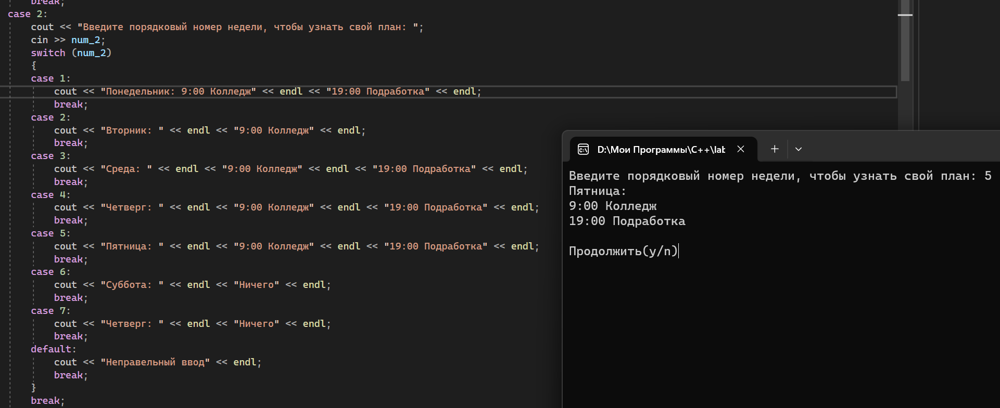 break;
case 2:
cout << "Введите порядковый номер недели, чтобы узнать свой план: ";
cin >> num_2;
switch (num_2)
{
case 1:
cout << "Понедельник: 9:00 Колледж" << endl << "19:00 Подработка" << endl;
break;
case 2:
cout << "Вторник: " << endl << "9:00 Колледж" << endl;
break;
case 3:
cout << "Среда: " << endl << "9:00 Колледж" << endl << "19:00 Подработка" << endl;
break;
case 4:
cout << "Четверг: " << endl << "9:00 Колледж" << endl << "19:00 Подработка" << endl;
break;
case 5:
cout << "Пятница: " << endl << "9:00 Колледж" << endl << "19:00 Подработка" << endl;
break;
case 6:
cout << "Суббота: " << endl << "Ничего" << endl;
break;
case 7:
cout << "Четверг: " << endl << "Ничего" << endl;
break;
default:
cout << "Неправельный ввод" << endl;
break;
}
break;
D:\Мои Программы\C++\lab
Введите порядковый номер недели, чтобы узнать свой план: 5
Пятница:
9:00 Колледж
19:00 Подработка
Продолжить(y/n)